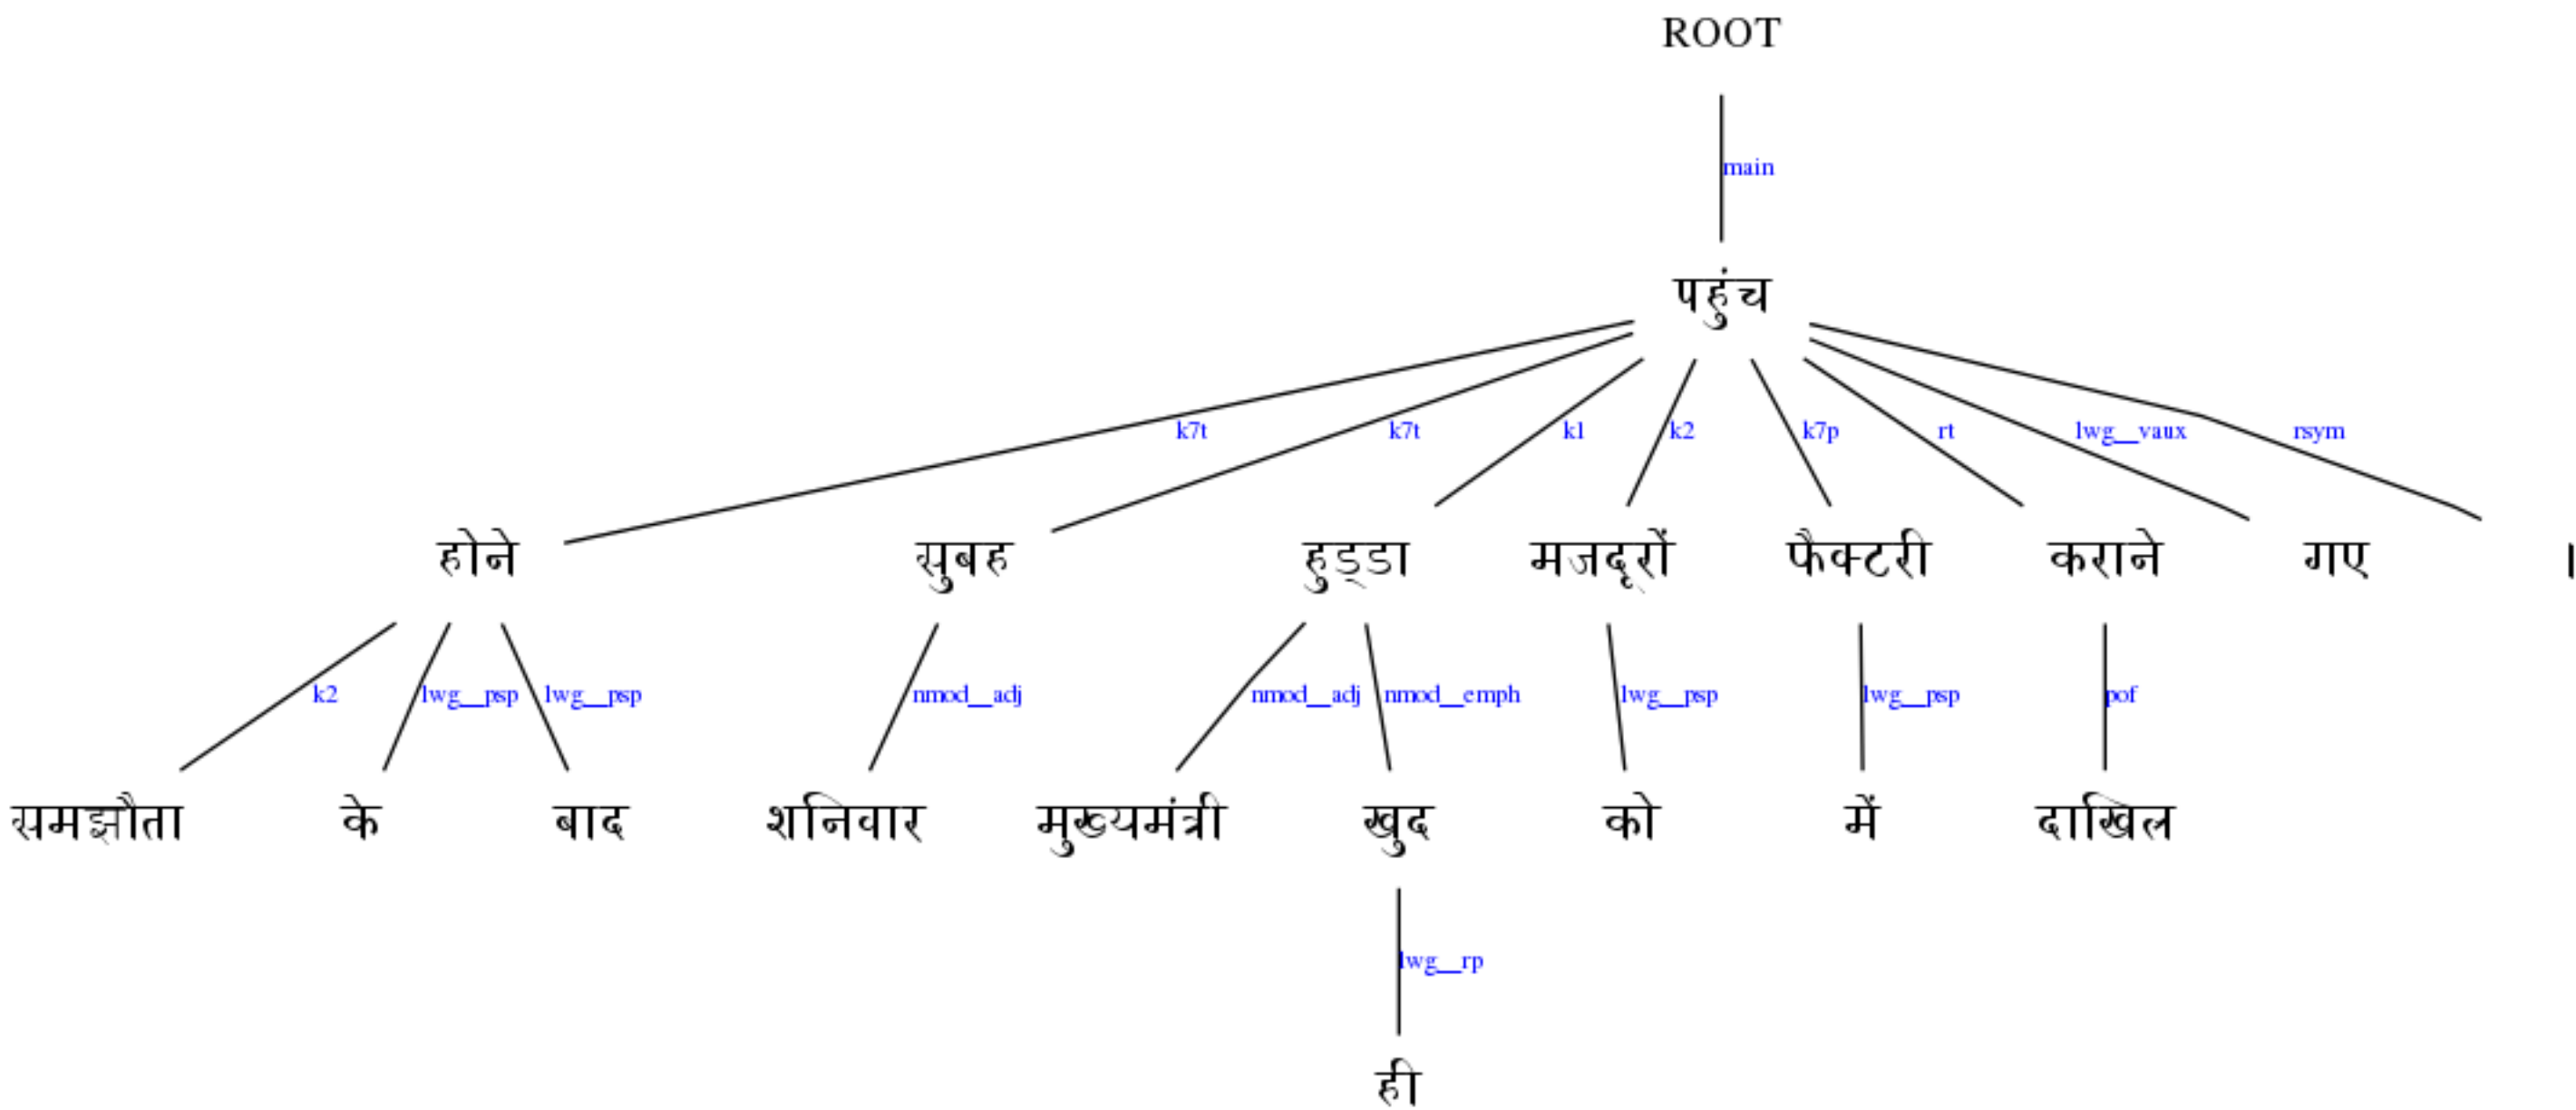 ROOT
main
पहुंच
k7t k7t k1 k2 k7p rt lwg__vaux rsym
होने सुबह हुड्डा मजदूरों फैक्टरी कराने गए ।
k2 lwg__psp lwg__psp nmod__adj nmod__adj nmod__emph lwg__psp lwg__psp pof
समझौता के बाद शनिवार मुख्यमंत्री खुद को में दाखिल
lwg__rp
ही